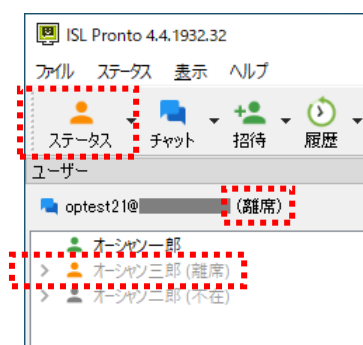 ISL Pronto 4.4.1932.32
ファイル ステータス 表示 ヘルプ
ステータス チャット 招待 履歴
ユーザー
optest21@ (離席)
オーシャン一郎
オーシャン三郎 (離席)
オーシャン二郎 (不在)